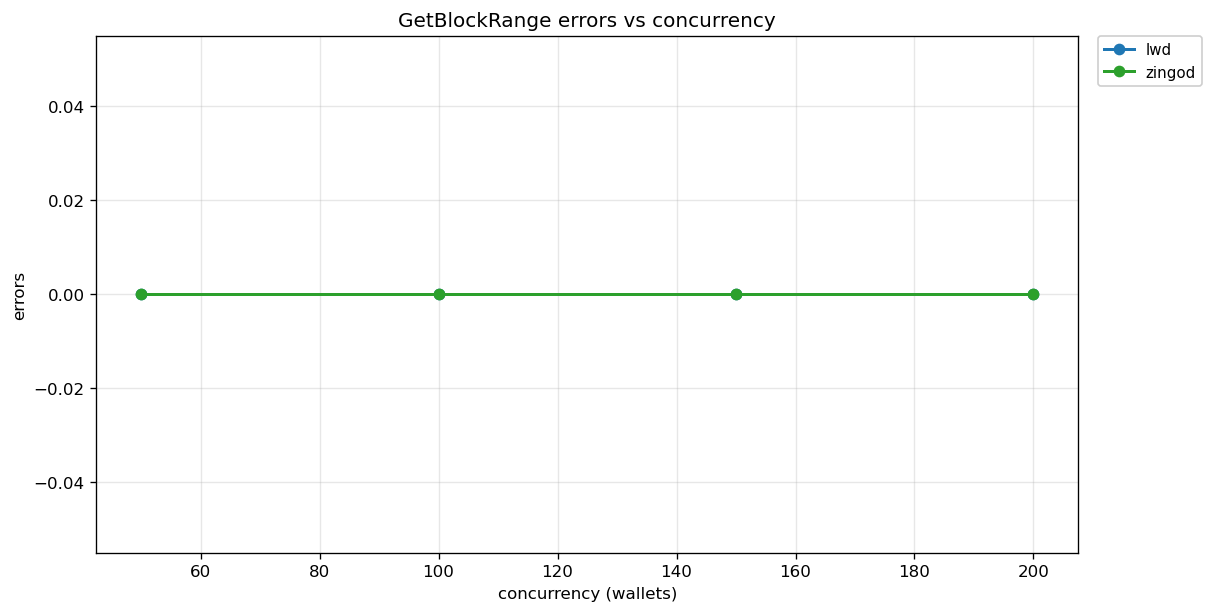 GetBlockRange errors vs concurrency
lwd
zingod
errors
0.04
0.02
0.00
−0.02
−0.04
60 80 100 120 140 160 180 200
concurrency (wallets)